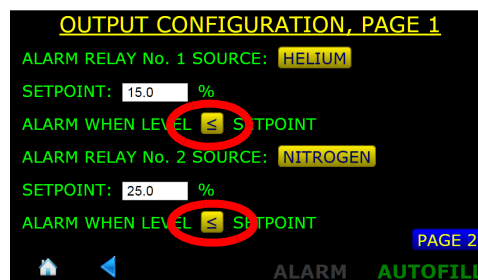 OUTPUT CONFIGURATION, PAGE 1
ALARM RELAY No. 1 SOURCE: HELIUM
SETPOINT: 15.0 %
ALARM WHEN LEVEL ≤ SETPOINT
ALARM RELAY No. 2 SOURCE: NITROGEN
SETPOINT: 25.0 %
ALARM WHEN LEVEL ≤ SETPOINT
PAGE 2
ALARM AUTOFILL